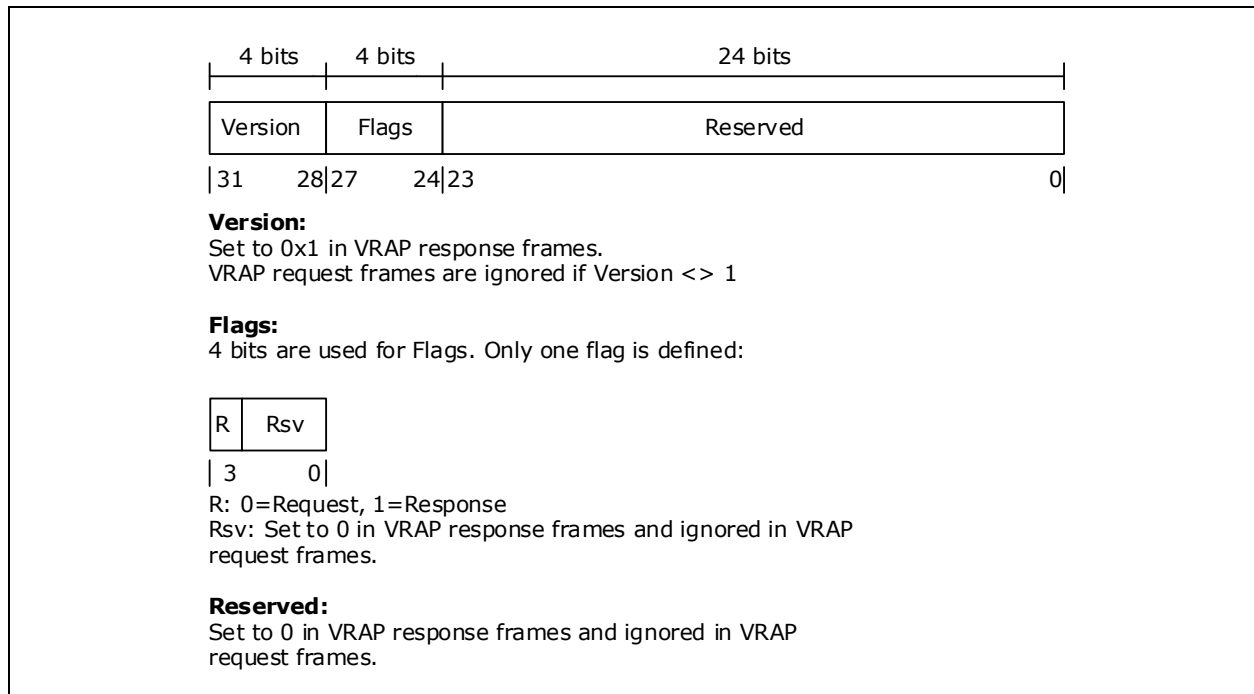 4 bits 4 bits 24 bits
Version Flags Reserved
31 28 27 24 23 0
Version:
Set to 0x1 in VRAP response frames.
VRAP request frames are ignored if Version <> 1
Flags:
4 bits are used for Flags. Only one flag is defined:
R Rsv
3 0
R: 0=Request, 1=Response
Rsv: Set to 0 in VRAP response frames and ignored in VRAP
request frames.
Reserved:
Set to 0 in VRAP response frames and ignored in VRAP
request frames.